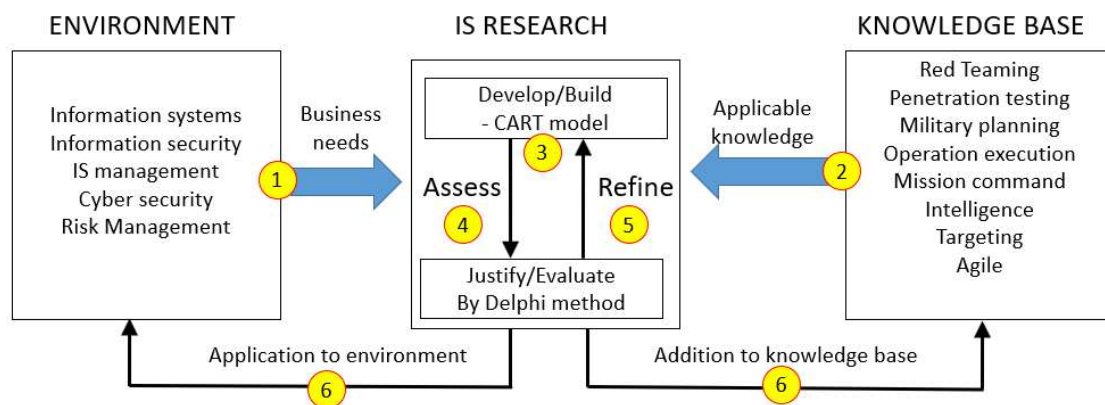 ENVIRONMENT
IS RESEARCH
KNOWLEDGE BASE
Information systems
Information security
IS management
Cyber security
Risk Management
Business
needs
1
Develop/Build
- CART model
3
Assess
4
Refine
5
Justify/Evaluate
By Delphi method
Applicable
knowledge
2
Red Teaming
Penetration testing
Military planning
Operation execution
Mission command
Intelligence
Targeting
Agile
Application to environment
6
Addition to knowledge base
6